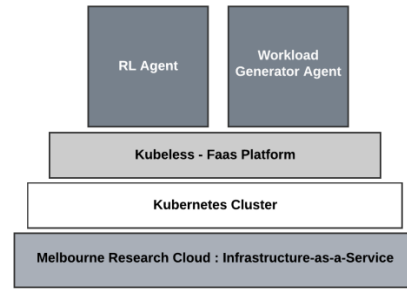 RL Agent
Workload
Generator Agent
Kubeless - Faas Platform
Kubernetes Cluster
Melbourne Research Cloud : Infrastructure-as-a-Service